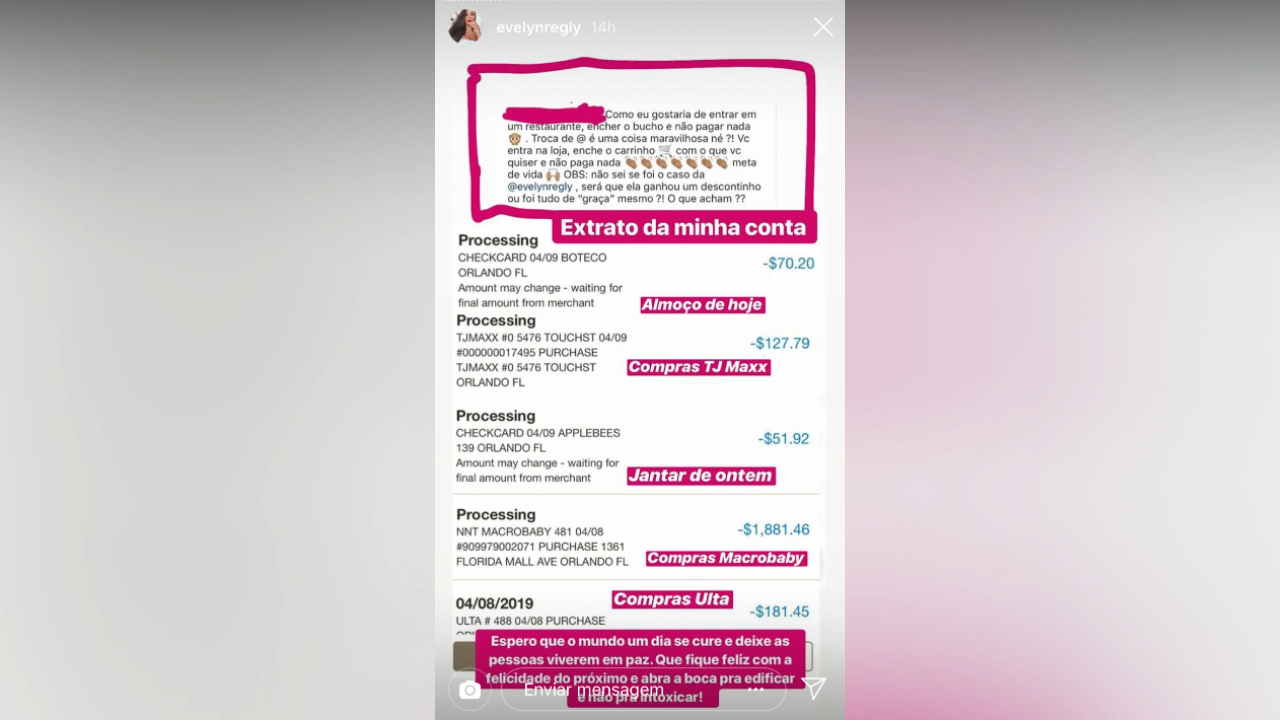 evelynregly 14h
Como eu gostaria de entrar em
um restaurante, encher o bucho e não pagar nada
🙊 . Troca de @ é uma coisa maravilhosa né ?! Vc
entra na loja, enche o carrinho 🛒 com o que vc
quiser e não paga nada 👏🏽👏🏽👏🏽👏🏽👏🏽👏🏽👏🏽 meta
de vida 🙌🏼 OBS: não sei se foi o caso da
@evelynregly , será que ela ganhou um descontinho
ou foi tudo de “graça” mesmo ?! O que acham ??
Extrato da minha conta
Processing
CHECKCARD 04/09 BOTECO
ORLANDO FL
-$70.20
Amount may change - waiting for
final amount from merchant
Almoço de hoje
Processing
TJMAXX #0 5476 TOUCHST 04/09
#000000017495 PURCHASE
TJMAXX #0 5476 TOUCHST
ORLANDO FL
-$127.79
Compras TJ Maxx
Processing
CHECKCARD 04/09 APPLEBEES
139 ORLANDO FL
-$51.92
Amount may change - waiting for
final amount from merchant
Jantar de ontem
Processing
NNT MACROBABY 481 04/08
#909979002071 PURCHASE 1361
FLORIDA MALL AVE ORLANDO FL
-$1,881.46
Compras Macrobaby
04/08/2019
ULTA # 488 04/08 PURCHASE
Compras Ulta
-$181.45
Espero que o mundo um dia se cure e deixe as
pessoas viverem em paz. Que fique feliz com a
felicidade do próximo e abra a boca pra edificar
e não pra intoxicar!
Enviar mensagem